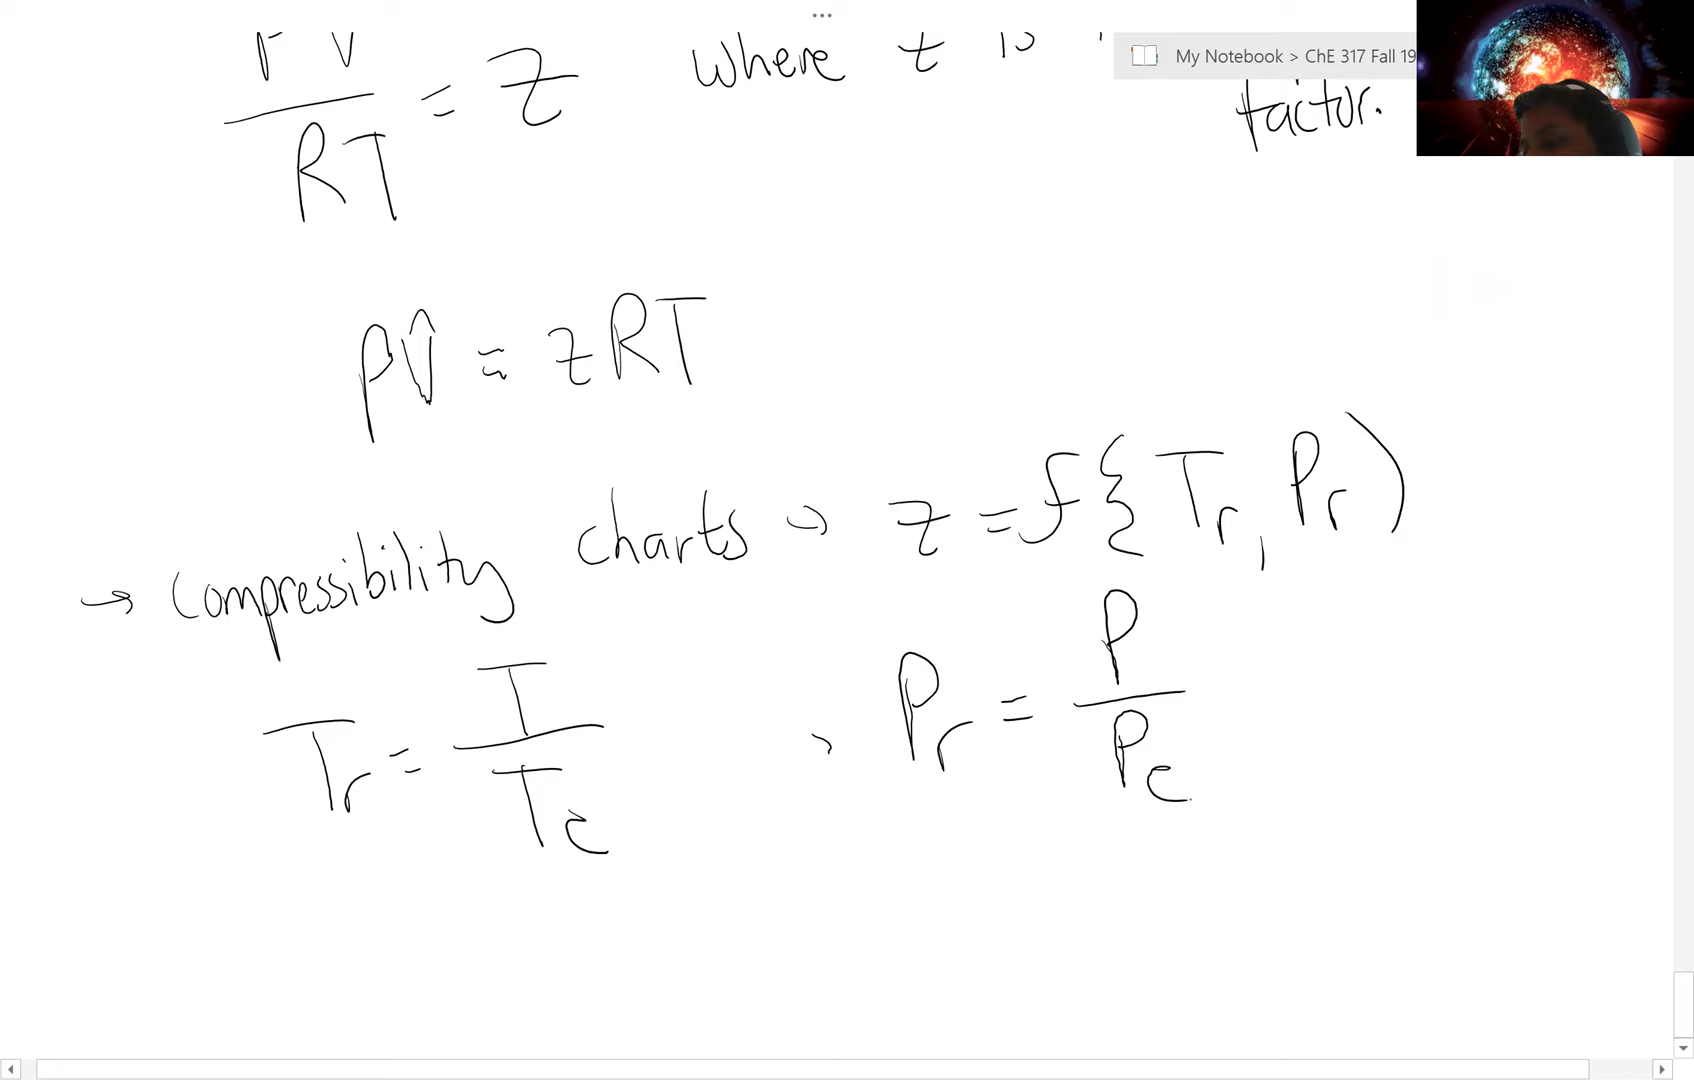 My Notebook > ChE 317 Fall 19
= z where z is
RT
factor.
PV̂ = zRT
→ Compressibility charts → z = f{Tr, Pr)
Tr = T/Tc , Pr = P/Pc